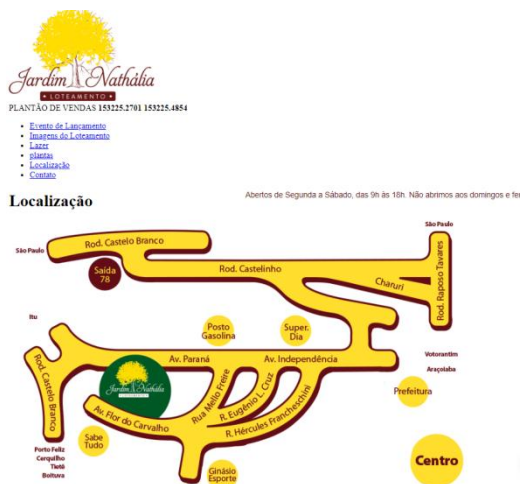 Jardim Nathália
• LOTEAMENTO •
PLANTÃO DE VENDAS 153225.2701 153225.4854
Evento de Lançamento
Imagens do Loteamento
Lazer
plantas
Localização
Contato
Localização
Abertos de Segunda a Sábado, das 9h às 18h. Não abrimos aos domingos e fer
São Paulo
São Paulo
Rod. Castelo Branco
Saída
78
Rod. Castelinho
Charuri
Rod. Raposo Tavares
Itu
Posto
Gasolina
Super.
Dia
Rod. Castelo Branco
Av. Paraná
Av. Independência
Votorantim
Araçoiaba
Jardim Nathália
Rua Mello Freire
R. Eugênio L. Cruz
R. Hércules Francheschini
Prefeitura
Av. Flor do Carvalho
Sabe
Tudo
Porto Feliz
Cerquilho
Tietê
Boituva
Ginásio
Esporte
Centro